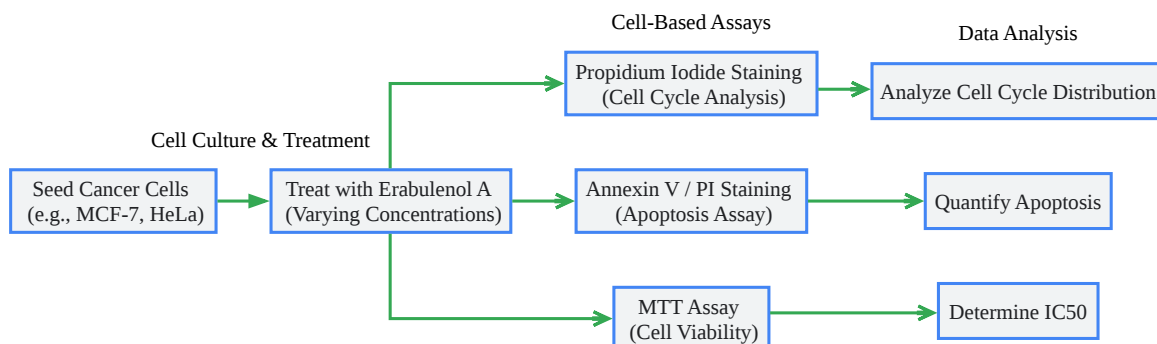 Cell-Based Assays
Data Analysis
Propidium Iodide Staining
(Cell Cycle Analysis)
Analyze Cell Cycle Distribution
Cell Culture & Treatment
Seed Cancer Cells
(e.g., MCF-7, HeLa)
Treat with Erabulenol A
(Varying Concentrations)
Annexin V / PI Staining
(Apoptosis Assay)
Quantify Apoptosis
MTT Assay
(Cell Viability)
Determine IC50